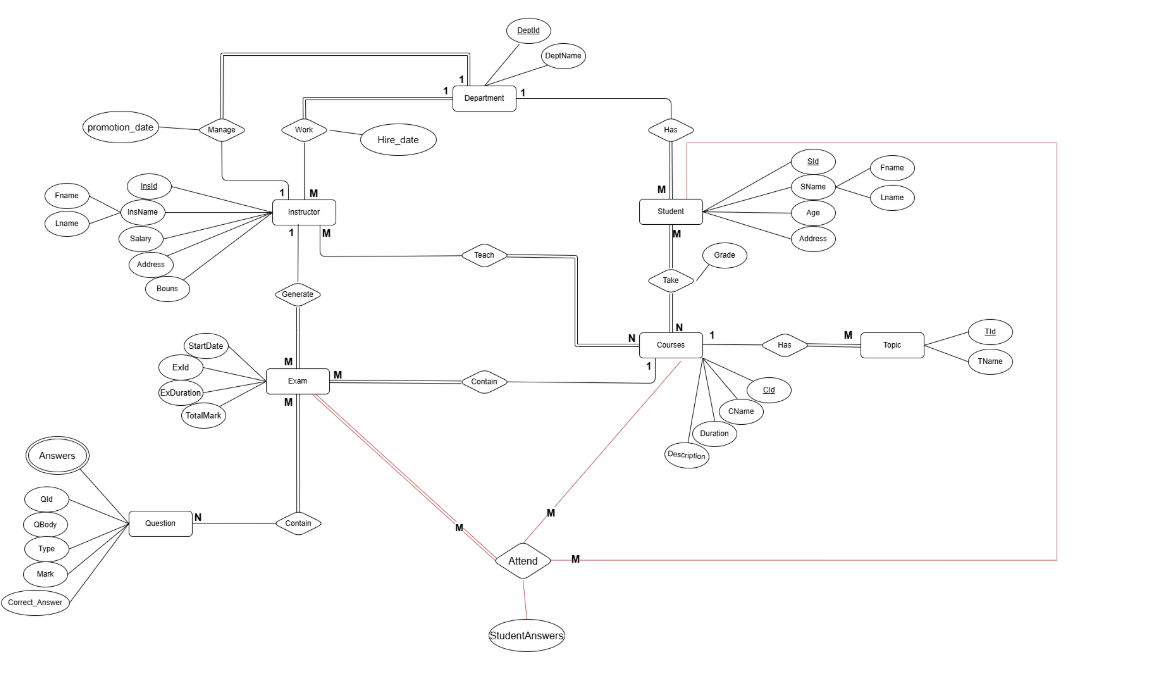 DeptId
DeptName
1
1
Department
1
promotion_date
Manage
Work
Hire_date
Has
SId
Fname
SName
Lname
Age
Address
InsId
Fname
InsName
Lname
Salary
Address
Bouns
1
M
Instructor
1
M
M
Student
M
Teach
Take
Grade
Generate
N
N
Courses
1
1
Has
M
Topic
TId
TName
StartDate
ExId
ExDuration
TotalMark
M
Exam
M
M
Contain
CId
CName
Duration
Description
Answers
QId
QBody
Type
Mark
Correct_Answer
Question
N
Contain
M
M
M
Attend
StudentAnswers